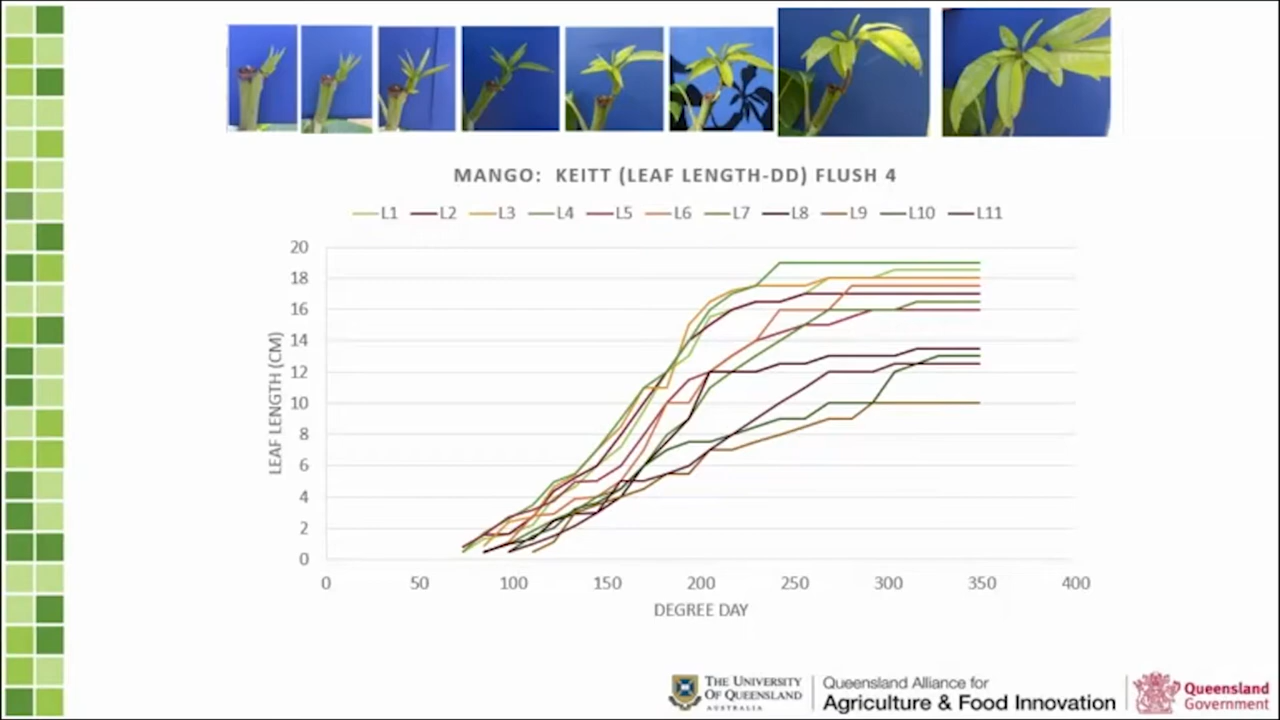 MANGO: KEITT (LEAF LENGTH-DD) FLUSH 4
L1 L2 L3 L4 L5 L6 L7 L8 L9 L10 L11
LEAF LENGTH (CM)
20
18
16
14
12
10
8
6
4
2
0
0 50 100 150 200 250 300 350 400
DEGREE DAY
THE UNIVERSITY
OF QUEENSLAND
AUSTRALIA
Queensland Alliance for
Agriculture & Food Innovation
Queensland
Government